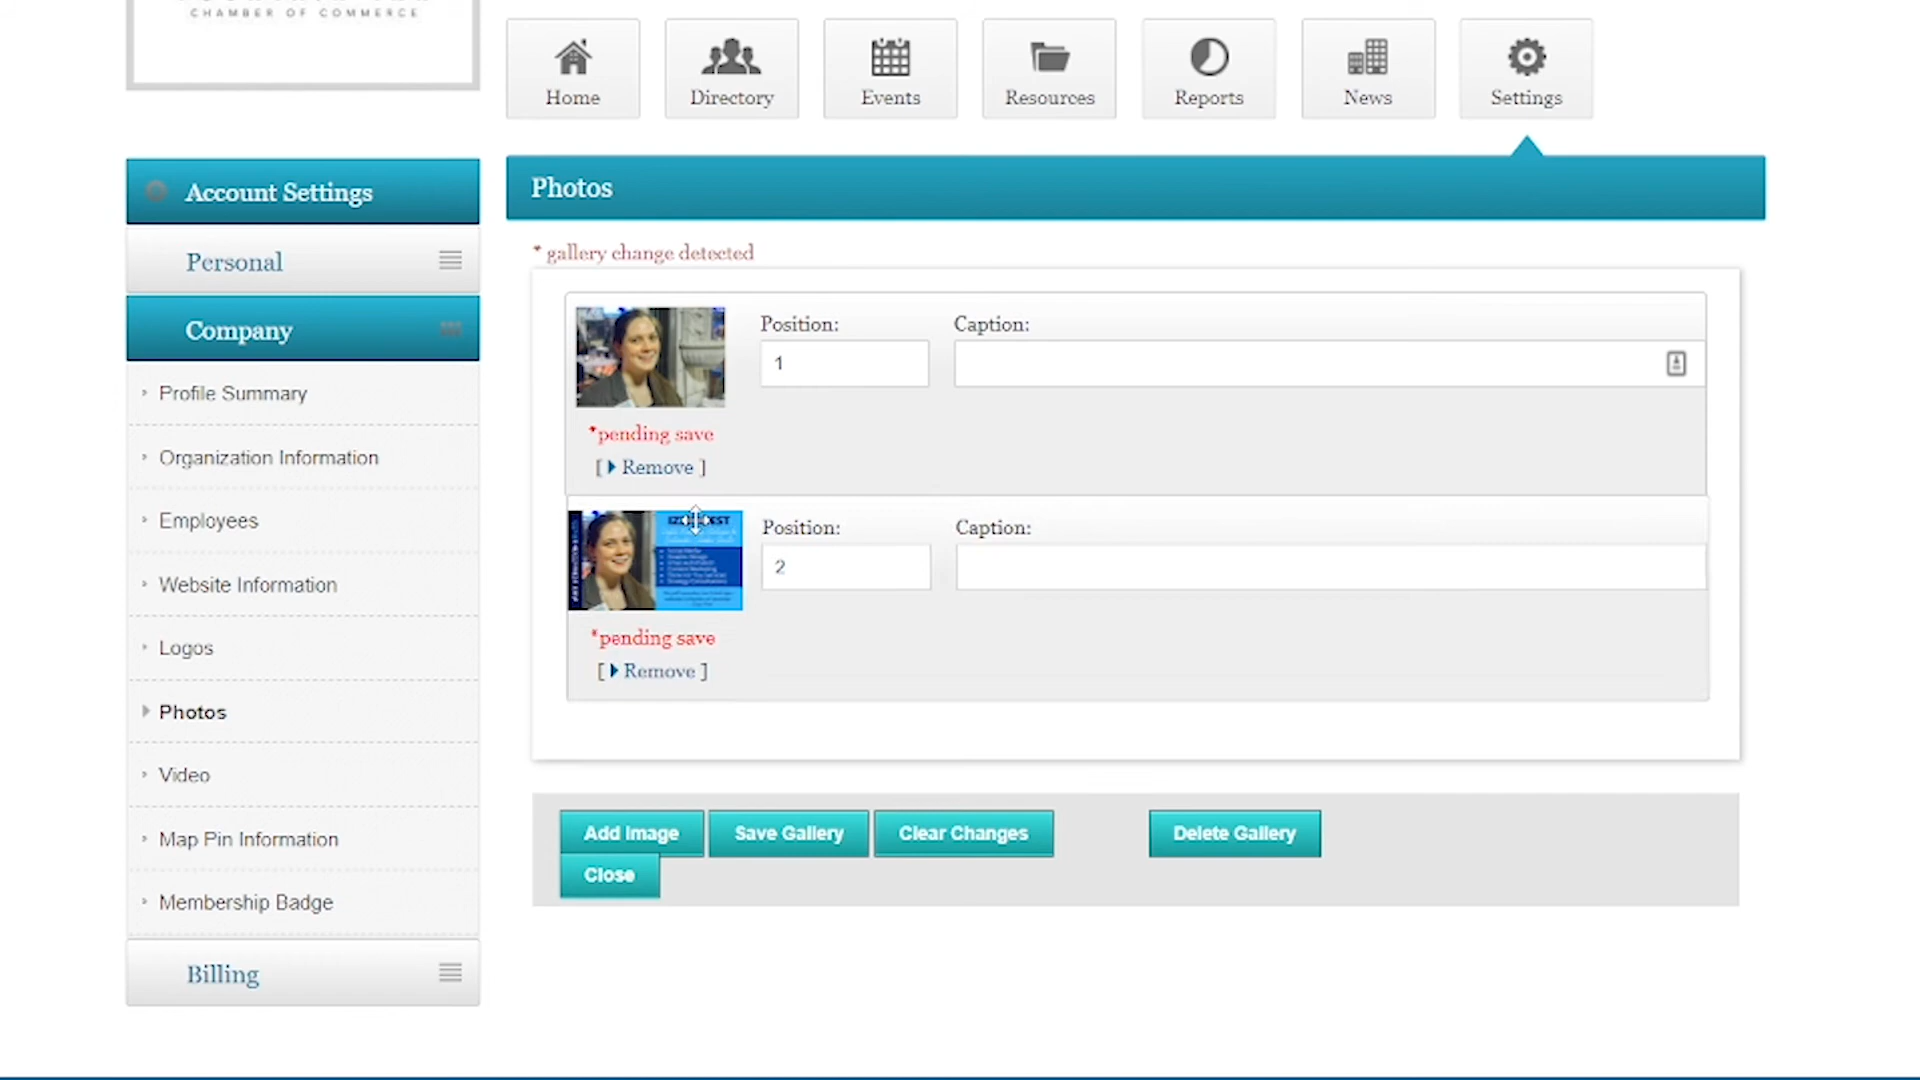 CHAMBER OF COMMERCE
Home
Directory
Events
Resources
Reports
News
Settings
Account Settings
Personal
Company
Profile Summary
Organization Information
Employees
Website Information
Logos
Photos
Video
Map Pin Information
Membership Badge
Billing
Photos
* gallery change detected
Position:
Caption:
1
*pending save
[ Remove ]
Position:
Caption:
2
*pending save
[ Remove ]
Add Image
Save Gallery
Clear Changes
Delete Gallery
Close